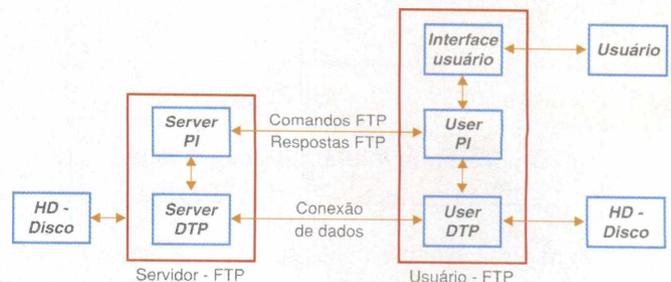 Interface
usuário
Usuário
Server
PI
Comandos FTP
Respostas FTP
User
PI
HD -
Disco
Server
DTP
Conexão
de dados
User
DTP
HD -
Disco
Servidor - FTP
Usuário - FTP